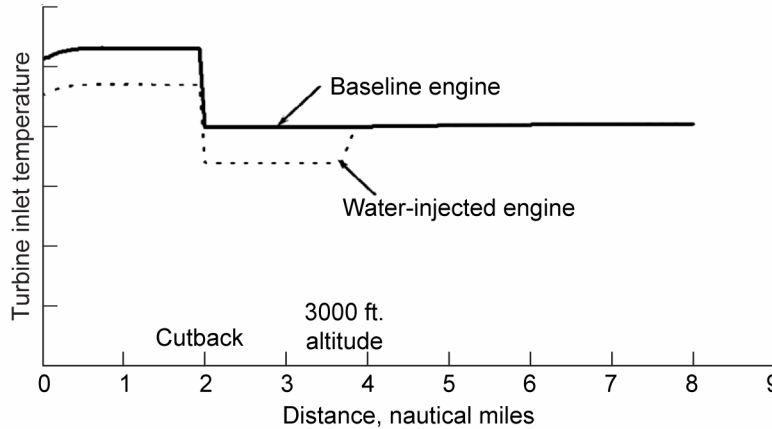 Turbine inlet temperature
Baseline engine
Water-injected engine
3000 ft.
Cutback altitude
0 1 2 3 4 5 6 7 8 9
Distance, nautical miles